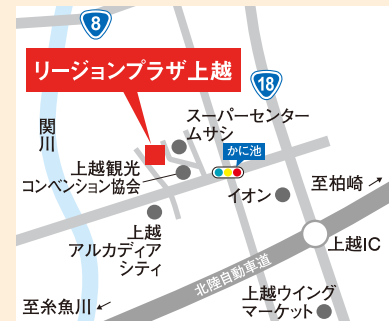 8
リージョンプラザ上越
18
関川
スーパーセンター
ムサシ
かに池
上越観光
コンベンション協会
至柏崎
イオン
上越
アルカディア
シティ
上越IC
北陸自動車道
至糸魚川
上越ウイング
マーケット